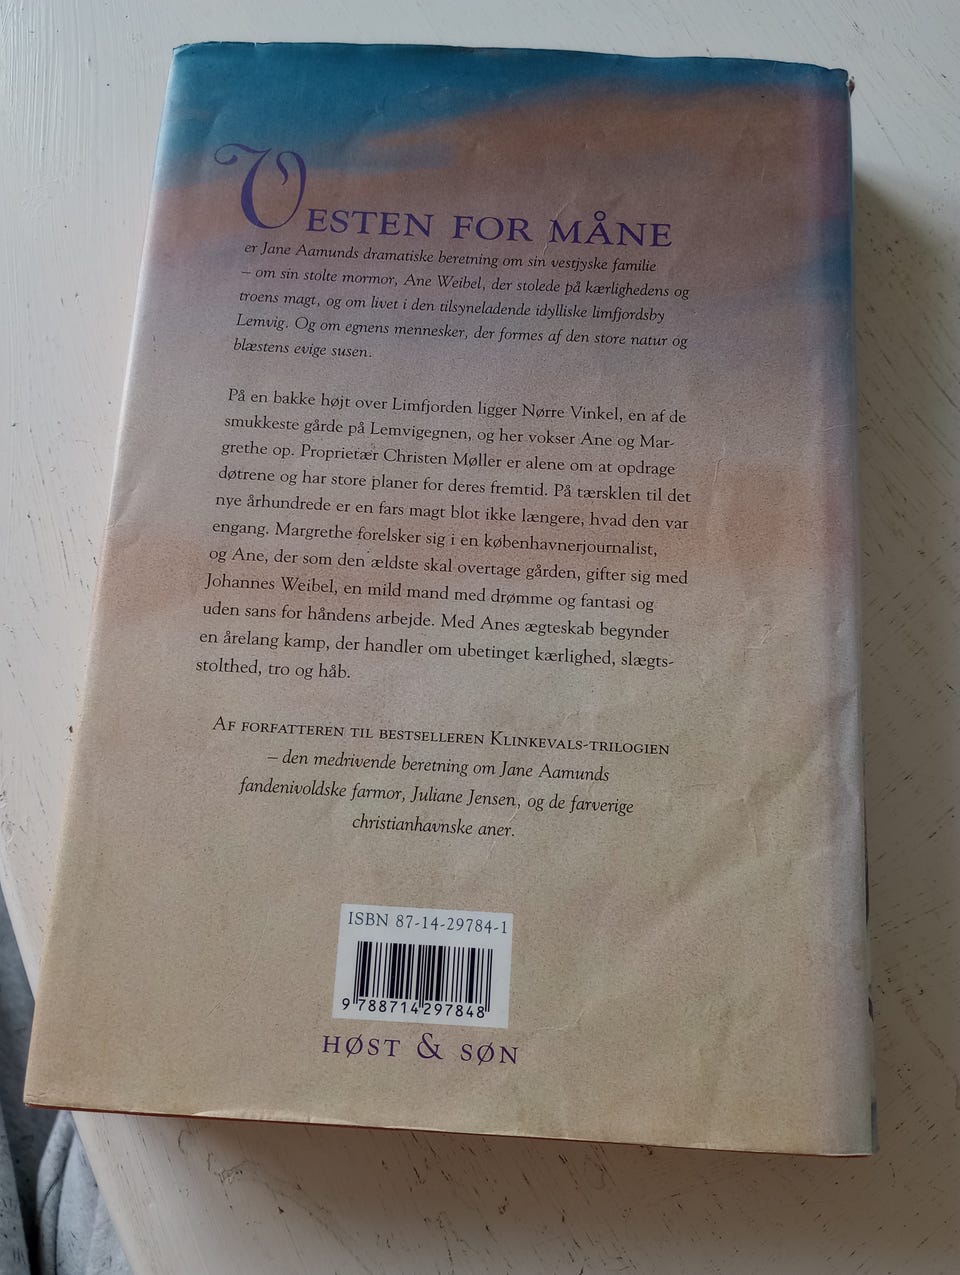 VESTEN FOR MÅNE
er Jane Aamunds dramatiske beretning om sin vestjyske familie
– om sin stolte mormor, Ane Weibel, der stolede på kærlighedens og
troens magt, og om livet i den tilsyneladende idylliske limfjordsby
Lemvig. Og om egnens mennesker, der formes af den store natur og
blæstens evige susen.
På en bakke højt over Limfjorden ligger Nørre Vinkel, en af de
smukkeste gårde på Lemvigegnen, og her vokser Ane og Mar-
grethe op. Proprietær Christen Møller er alene om at opdrage
døtrene og har store planer for deres fremtid. På tærsklen til det
nye århundrede er en fars magt blot ikke længere, hvad den var
engang. Margrethe forelsker sig i en københavnerjournalist,
og Ane, der som den ældste skal overtage gården, gifter sig med
Johannes Weibel, en mild mand med drømme og fantasi og
uden sans for håndens arbejde. Med Anes ægteskab begynder
en årelang kamp, der handler om ubetinget kærlighed, slægts-
stolthed, tro og håb.
AF FORFATTEREN TIL BESTSELLEREN KLINKEVALS-TRILOGIEN
– den medrivende beretning om Jane Aamunds
fandenivoldske farmor, Juliane Jensen, og de farverige
christianhavnske aner.
ISBN 87-14-29784-1
9 788714 297848
HØST & SØN